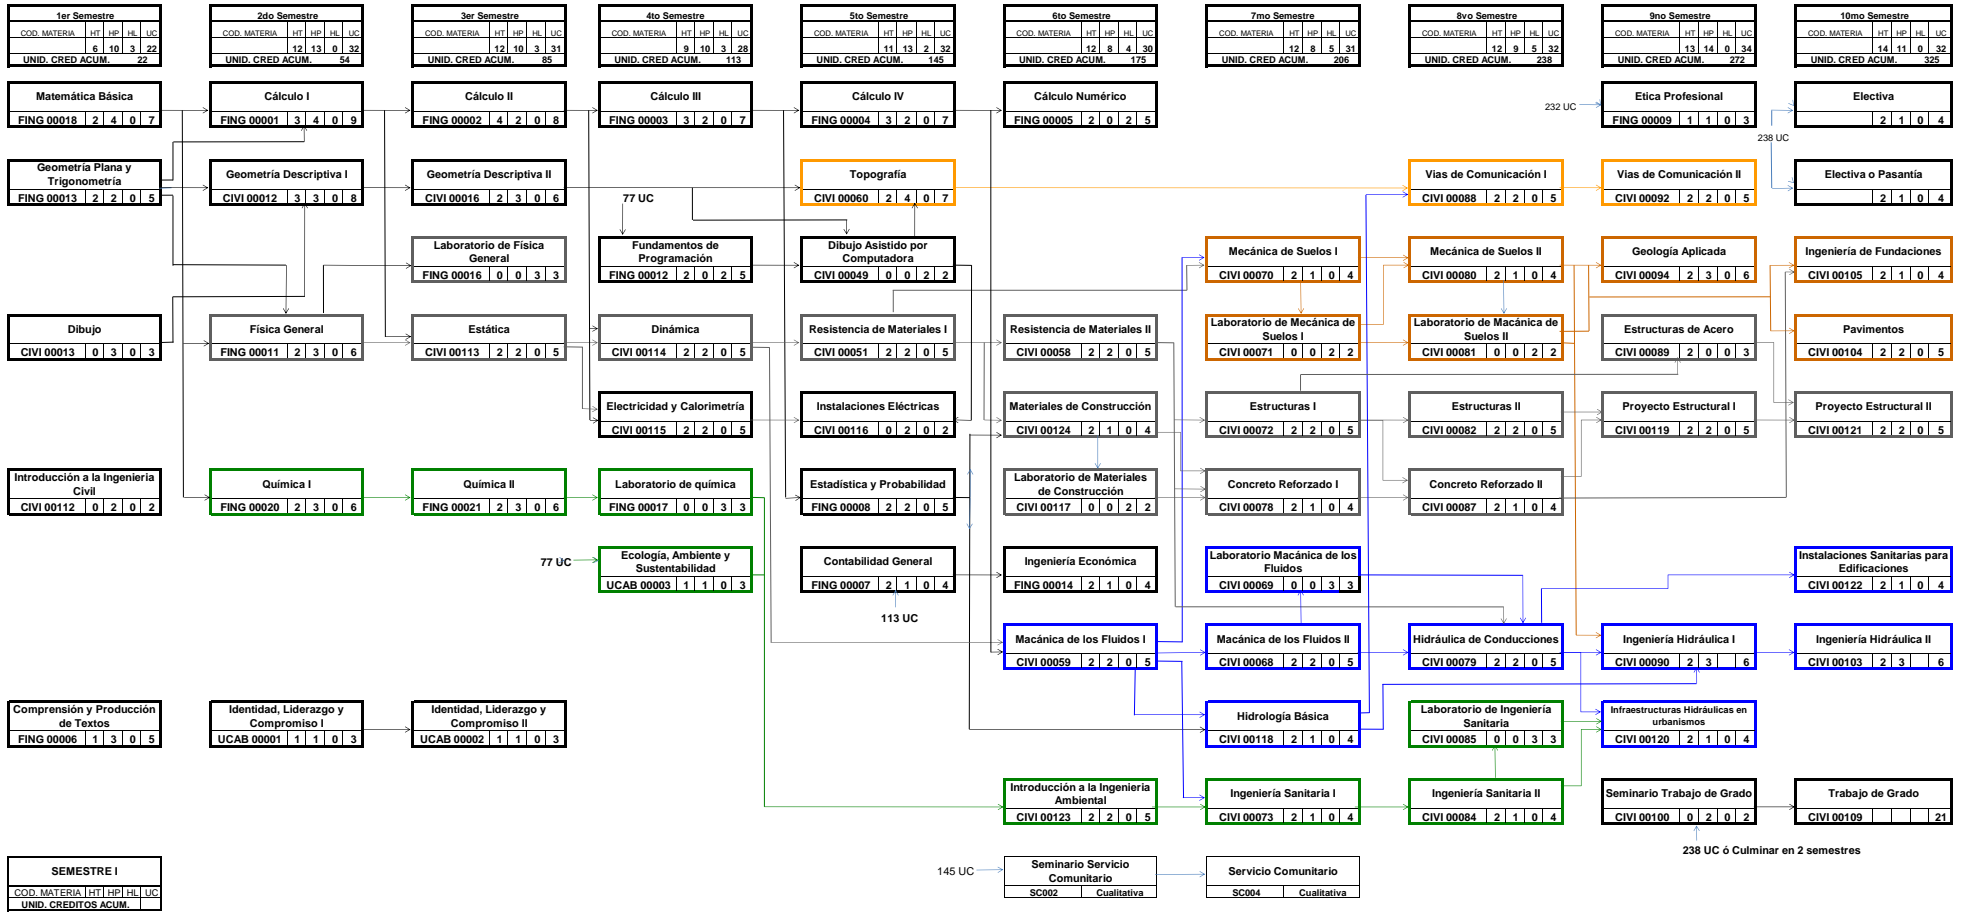 1er Semestre
COD. MATERIA HT HP HL UC
6 10 3 22
UNID. CRED ACUM. 22
2do Semestre
COD. MATERIA HT HP HL UC
12 13 0 32
UNID. CRED ACUM. 54
3er Semestre
COD. MATERIA HT HP HL UC
12 10 3 31
UNID. CRED ACUM. 85
4to Semestre
COD. MATERIA HT HP HL UC
9 10 3 28
UNID. CRED ACUM. 113
5to Semestre
COD. MATERIA HT HP HL UC
11 13 2 32
UNID. CRED ACUM. 145
6to Semestre
COD. MATERIA HT HP HL UC
12 8 4 30
UNID. CRED ACUM. 175
7mo Semestre
COD. MATERIA HT HP HL UC
12 8 5 31
UNID. CRED ACUM. 206
8vo Semestre
COD. MATERIA HT HP HL UC
12 9 5 32
UNID. CRED ACUM. 238
9no Semestre
COD. MATERIA HT HP HL UC
13 14 0 34
UNID. CRED ACUM. 272
10mo Semestre
COD. MATERIA HT HP HL UC
14 11 0 32
UNID. CRED ACUM. 325
Matemática Básica
FING 00018 2 4 0 7
Cálculo I
FING 00001 3 4 0 9
Cálculo II
FING 00002 4 2 0 8
Cálculo III
FING 00003 3 2 0 7
Cálculo IV
FING 00004 3 2 0 7
Cálculo Numérico
FING 00005 2 0 2 5
232 UC
Etica Profesional
FING 00009 1 1 0 3
Electiva
2 1 0 4
238 UC
Geometría Plana y
Trigonometría
FING 00013 2 2 0 5
Geometría Descriptiva I
CIVI 00012 3 3 0 8
Geometría Descriptiva II
CIVI 00016 2 3 0 6
77 UC
Topografía
CIVI 00060 2 4 0 7
Vias de Comunicación I
CIVI 00088 2 2 0 5
Vias de Comunicación II
CIVI 00092 2 2 0 5
Electiva o Pasantía
2 1 0 4
Laboratorio de Física
General
FING 00016 0 0 3 3
Fundamentos de
Programación
FING 00012 2 0 2 5
Dibujo Asistido por
Computadora
CIVI 00049 0 0 2 2
Mecánica de Suelos I
CIVI 00070 2 1 0 4
Mecánica de Suelos II
CIVI 00080 2 1 0 4
Geología Aplicada
CIVI 00094 2 3 0 6
Ingeniería de Fundaciones
CIVI 00105 2 1 0 4
Dibujo
CIVI 00013 0 3 0 3
Física General
FING 00011 2 3 0 6
Estática
CIVI 00113 2 2 0 5
Dinámica
CIVI 00114 2 2 0 5
Resistencia de Materiales I
CIVI 00051 2 2 0 5
Resistencia de Materiales II
CIVI 00058 2 2 0 5
Laboratorio de Mecánica de
Suelos I
CIVI 00071 0 0 2 2
Laboratorio de Macánica de
Suelos II
CIVI 00081 0 0 2 2
Estructuras de Acero
CIVI 00089 2 0 0 3
Pavimentos
CIVI 00104 2 2 0 5
Electricidad y Calorimetría
CIVI 00115 2 2 0 5
Instalaciones Eléctricas
CIVI 00116 0 2 0 2
Materiales de Construcción
CIVI 00124 2 1 0 4
Estructuras I
CIVI 00072 2 2 0 5
Estructuras II
CIVI 00082 2 2 0 5
Proyecto Estructural I
CIVI 00119 2 2 0 5
Proyecto Estructural II
CIVI 00121 2 2 0 5
Introducción a la Ingenieria
Civil
CIVI 00112 0 2 0 2
Química I
FING 00020 2 3 0 6
Química II
FING 00021 2 3 0 6
Laboratorio de química
FING 00017 0 0 3 3
Estadística y Probabilidad
FING 00008 2 2 0 5
Laboratorio de Materiales
de Construcción
CIVI 00117 0 0 2 2
Concreto Reforzado I
CIVI 00078 2 1 0 4
Concreto Reforzado II
CIVI 00087 2 1 0 4
77 UC
Ecología, Ambiente y
Sustentabilidad
UCAB 00003 1 1 0 3
Contabilidad General
FING 00007 2 1 0 4
113 UC
Ingeniería Económica
FING 00014 2 1 0 4
Laboratorio Macánica de los
Fluidos
CIVI 00069 0 0 3 3
Instalaciones Sanitarias para
Edificaciones
CIVI 00122 2 1 0 4
Macánica de los Fluidos I
CIVI 00059 2 2 0 5
Macánica de los Fluidos II
CIVI 00068 2 2 0 5
Hidráulica de Conducciones
CIVI 00079 2 2 0 5
Ingeniería Hidráulica I
CIVI 00090 2 3 6
Ingeniería Hidráulica II
CIVI 00103 2 3 6
Comprensión y Producción
de Textos
FING 00006 1 3 0 5
Identidad, Liderazgo y
Compromiso I
UCAB 00001 1 1 0 3
Identidad, Liderazgo y
Compromiso II
UCAB 00002 1 1 0 3
Hidrología Básica
CIVI 00118 2 1 0 4
Laboratorio de Ingeniería
Sanitaria
CIVI 00085 0 0 3 3
Infraestructuras Hidráulicas en
urbanismos
CIVI 00120 2 1 0 4
Introducción a la Ingenieria
Ambiental
CIVI 00123 2 2 0 5
Ingeniería Sanitaria I
CIVI 00073 2 1 0 4
Ingeniería Sanitaria II
CIVI 00084 2 1 0 4
Seminario Trabajo de Grado
CIVI 00100 0 2 0 2
Trabajo de Grado
CIVI 00109 21
238 UC ó Culminar en 2 semestres
SEMESTRE I
COD. MATERIA HT HP HL UC
UNID. CREDITOS ACUM.
145 UC
Seminario Servicio
Comunitario
SC002 Cualitativa
Servicio Comunitario
SC004 Cualitativa